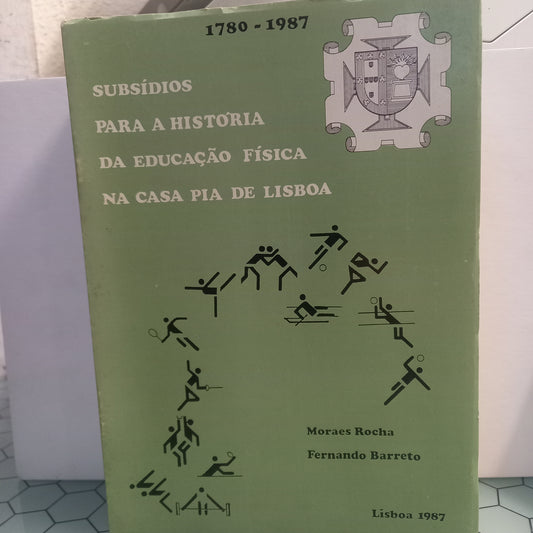 1780 - 1987
SUBSÍDIOS
PARA A HISTÓRIA
DA EDUCAÇÃO FÍSICA
NA CASA PIA DE LISBOA
Moraes Rocha
Fernando Barreto
Lisboa 1987